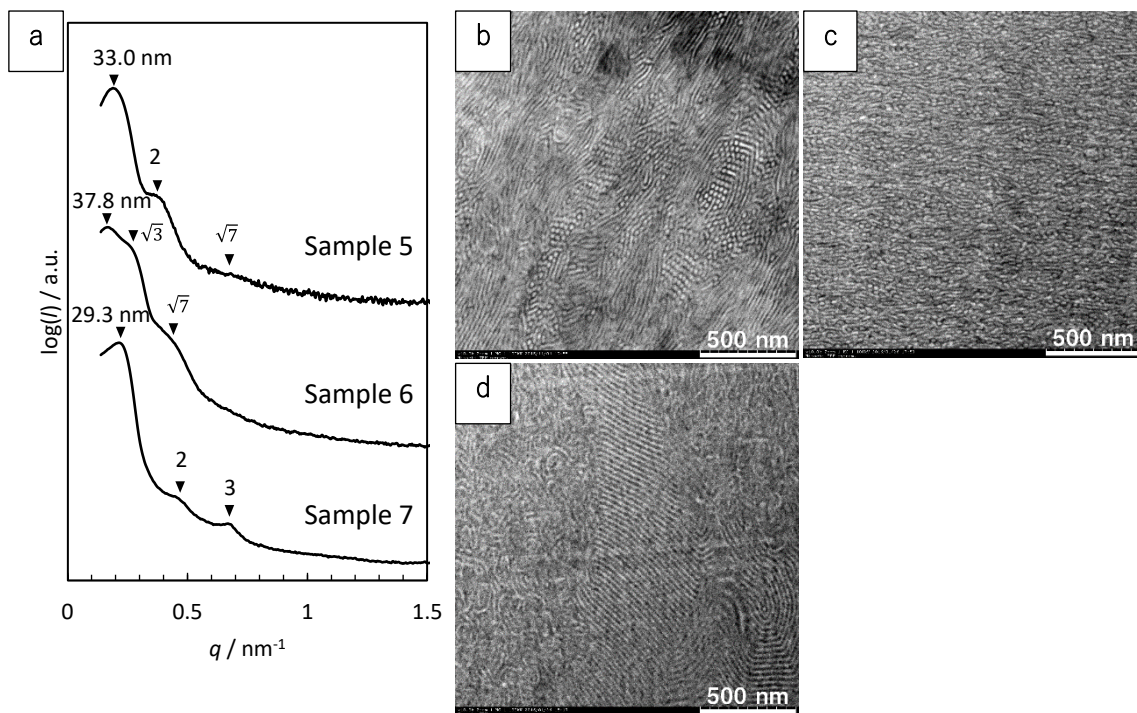 a
33.0 nm
2
√7
37.8 nm
√3
√7
29.3 nm
2
3
Sample 5
Sample 6
Sample 7
log(I) / a.u.
0
0.5
1
1.5
q / nm⁻¹
b
500 nm
c
500 nm
d
500 nm